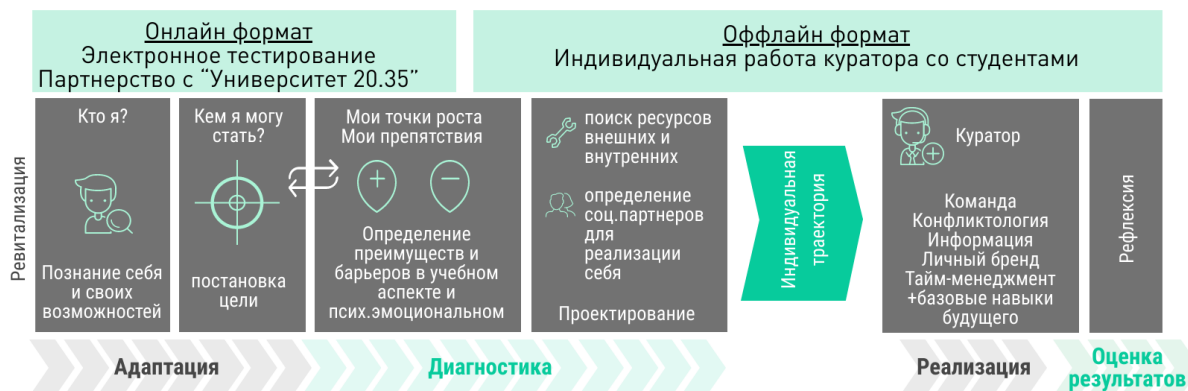 Онлайн формат
Электронное тестирование
Партнерство с “Университет 20.35”
Оффлайн формат
Индивидуальная работа куратора со студентами
Ревитализация
Кто я?
Познание себя
и своих
возможностей
Кем я могу
стать?
постановка
цели
Мои точки роста
Мои препятствия
Определение
преимуществ и
барьеров в учебном
аспекте и
псих.эмоциональном
поиск ресурсов
внешних и
внутренних
определение
соц.партнеров
для
реализации
себя
Проектирование
Индивидуальная
траектория
Куратор
Команда
Конфликтология
Информация
Личный бренд
Тайм-менеджмент
+базовые навыки
будущего
Рефлексия
Адаптация
Диагностика
Реализация
Оценка
результатов